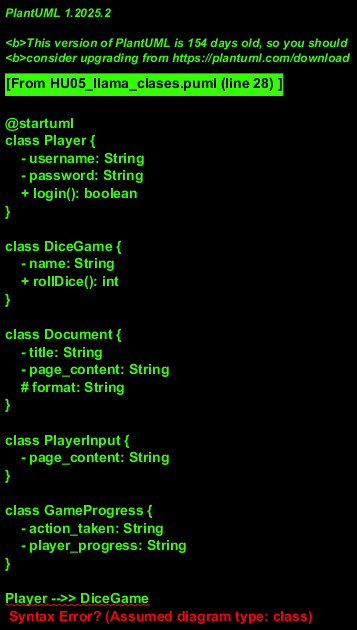 PlantUML 1.2025.2
<b>This version of PlantUML is 154 days old, so you should
<b>consider upgrading from https://plantuml.com/download
[From HU05_llama_clases.puml (line 28) ]
@startuml
class Player {
- username: String
- password: String
+ login(): boolean
}
class DiceGame {
- name: String
+ rollDice(): int
}
class Document {
- title: String
- page_content: String
# format: String
}
class PlayerInput {
- page_content: String
}
class GameProgress {
- action_taken: String
- player_progress: String
}
Player -->> DiceGame
Syntax Error? (Assumed diagram type: class)